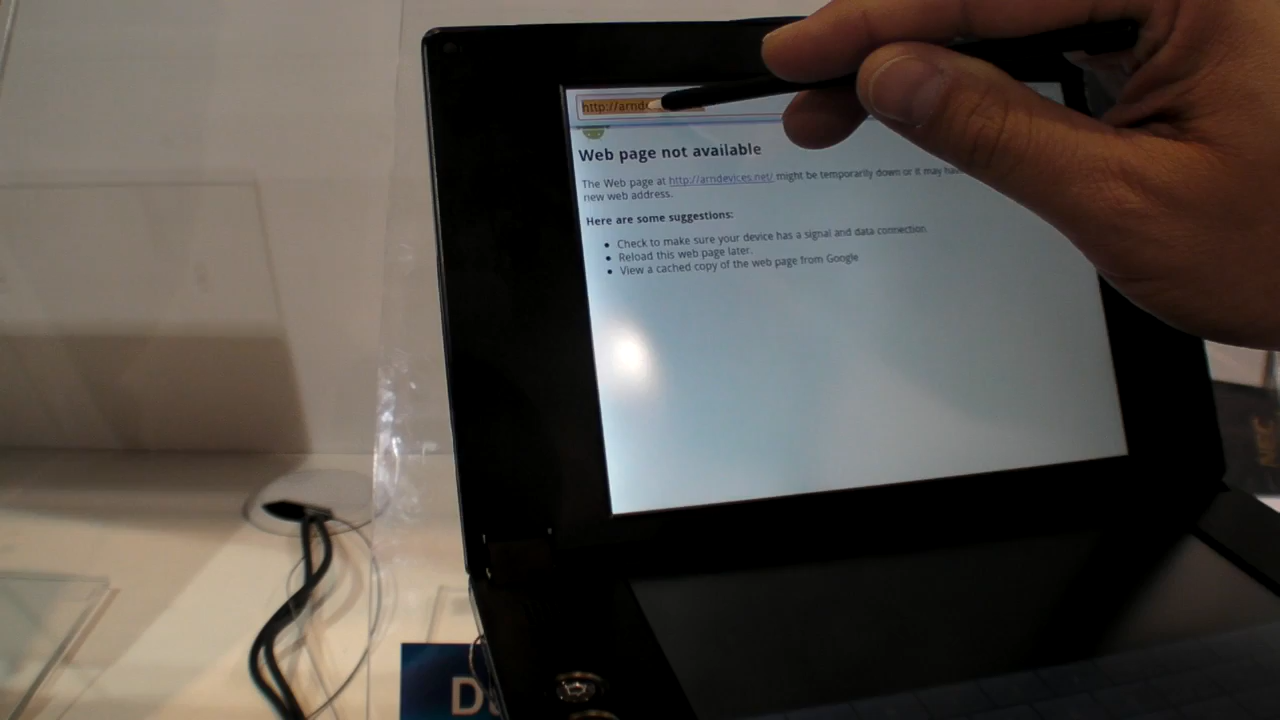 http://arnd
Web page not available
The Web page at http://arndevices.net/ might be temporarily down or it may
new web address.
Here are some suggestions:
Check to make sure your device has a signal and data connection
Reload this web page later.
View a cached copy of the web page from Google